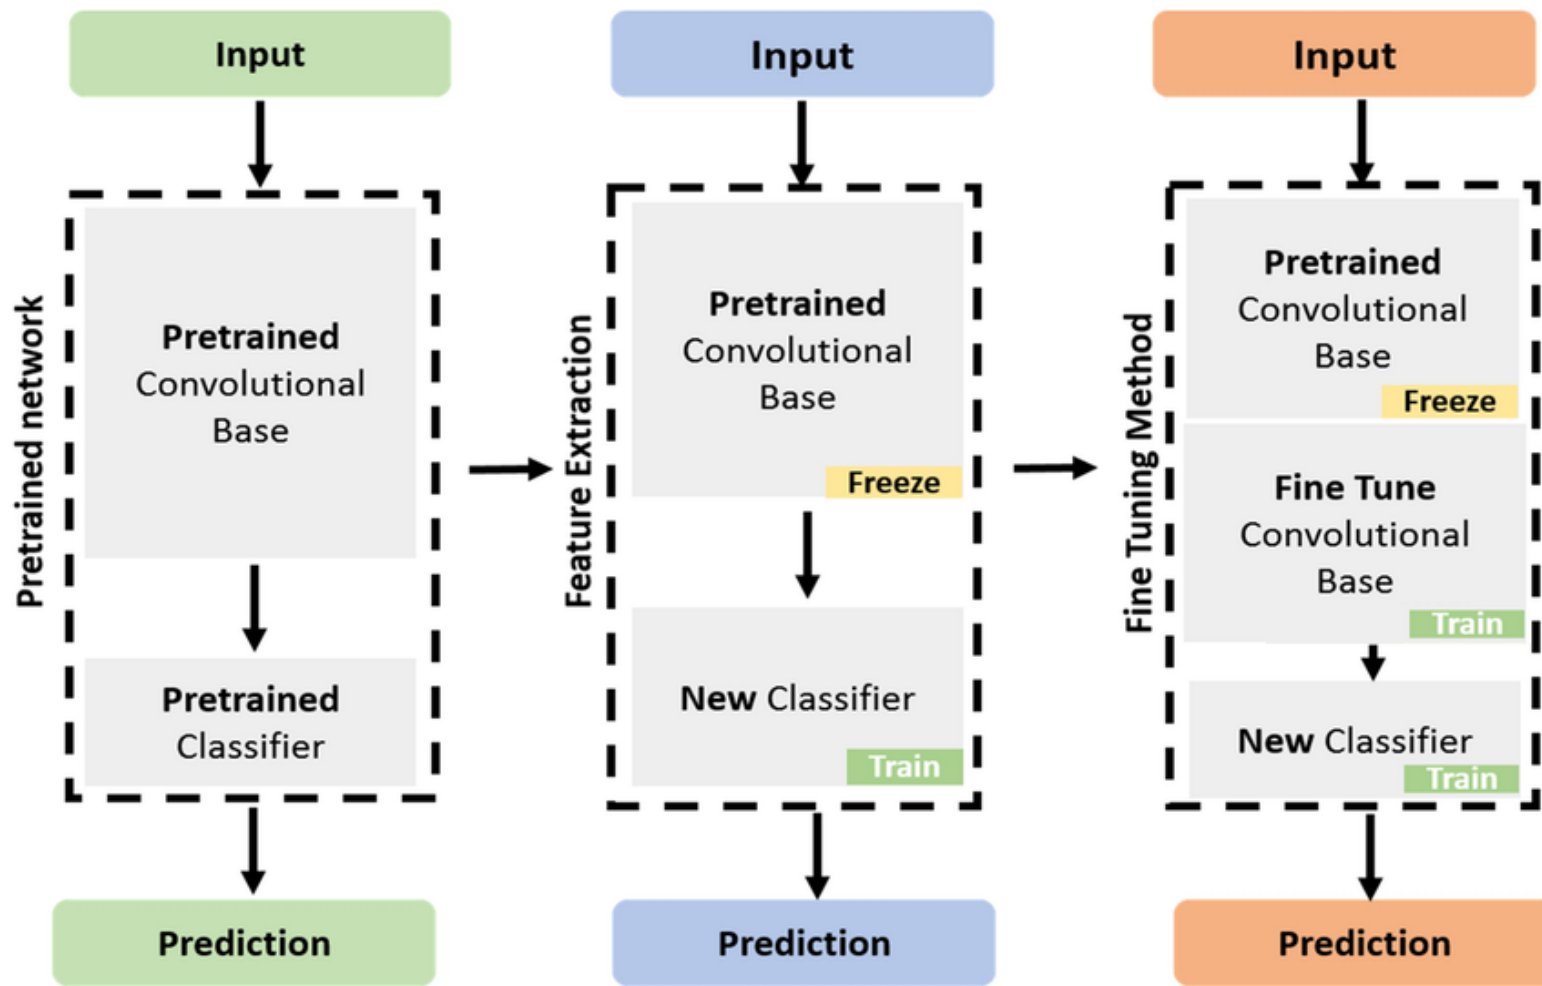 Input
Pretrained network
Pretrained
Convolutional
Base
Pretrained
Classifier
Prediction
Input
Feature Extraction
Pretrained
Convolutional
Base
Freeze
New Classifier
Train
Prediction
Input
Fine Tuning Method
Pretrained
Convolutional
Base
Freeze
Fine Tune
Convolutional
Base
Train
New Classifier
Train
Prediction